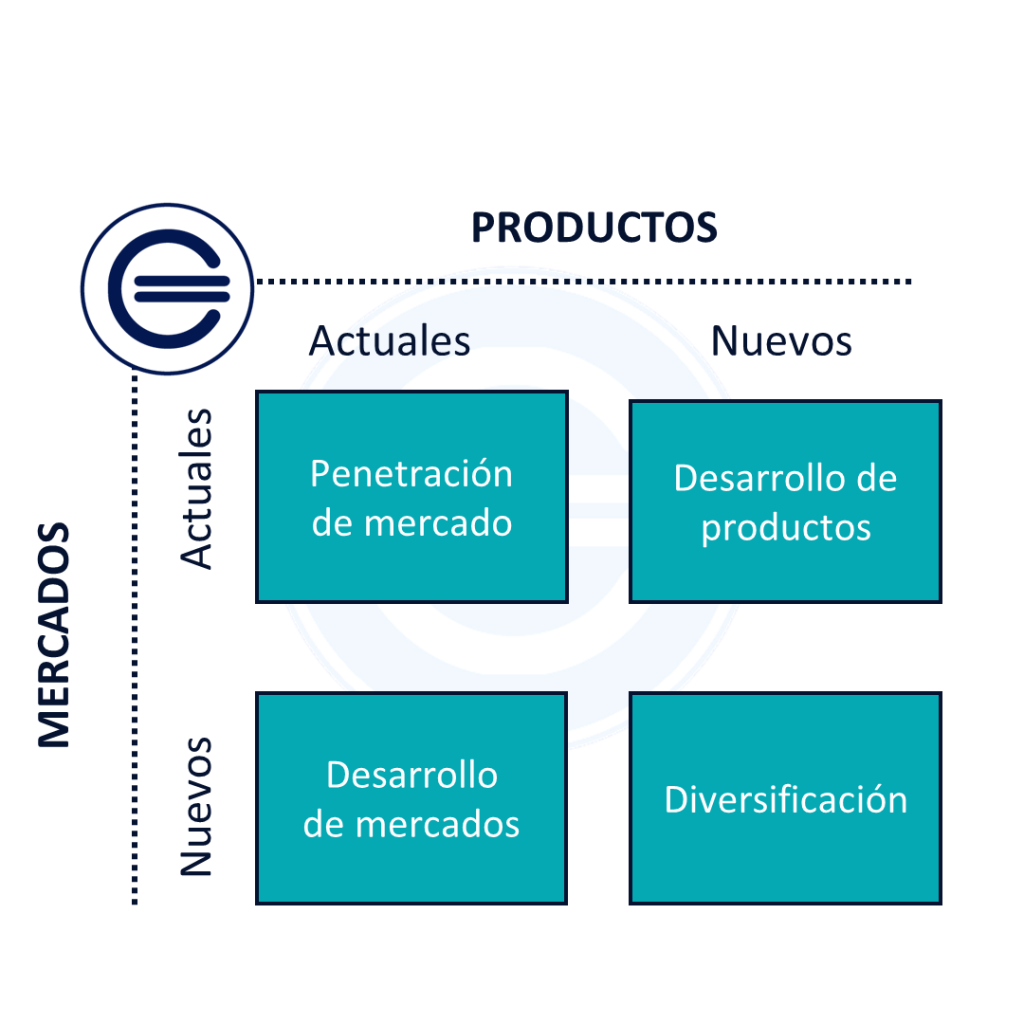 PRODUCTOS
Actuales
Nuevos
MERCADOS
Actuales
Penetración
de mercado
Desarrollo de
productos
Nuevos
Desarrollo
de mercados
Diversificación